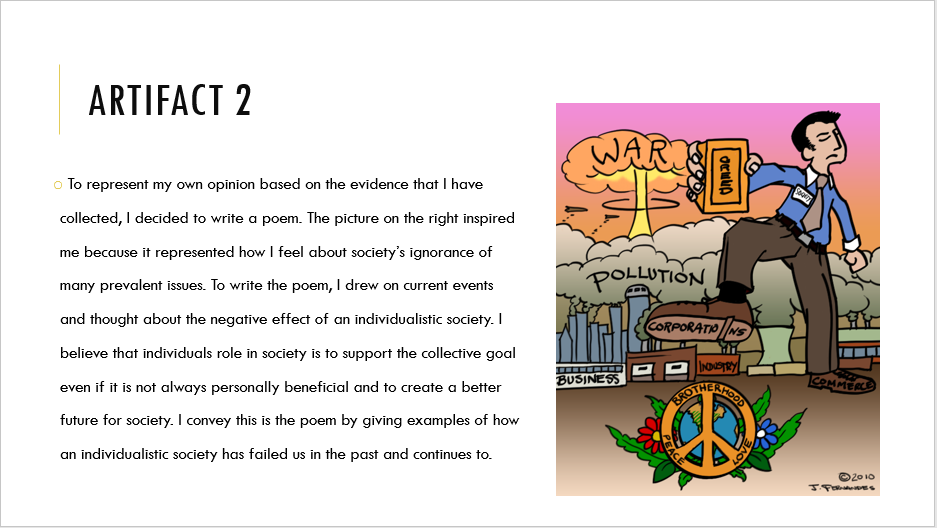 ARTIFACT 2
To represent my own opinion based on the evidence that I have
collected, I decided to write a poem. The picture on the right inspired
me because it represented how I feel about society's ignorance of
many prevalent issues. To write the poem, I drew on current events
and thought about the negative effect of an individualistic society. I
believe that individuals role in society is to support the collective goal
even if it is not always personally beneficial and to create a better
future for society. I convey this is the poem by giving examples of how
an individualistic society has failed us in the past and continues to.
WAR
POLLUTION
CORPORATIONS
BUSINESS
INDUSTRY
COMMERCE
BROTHERHOOD
PEACE
LOVE
©2010